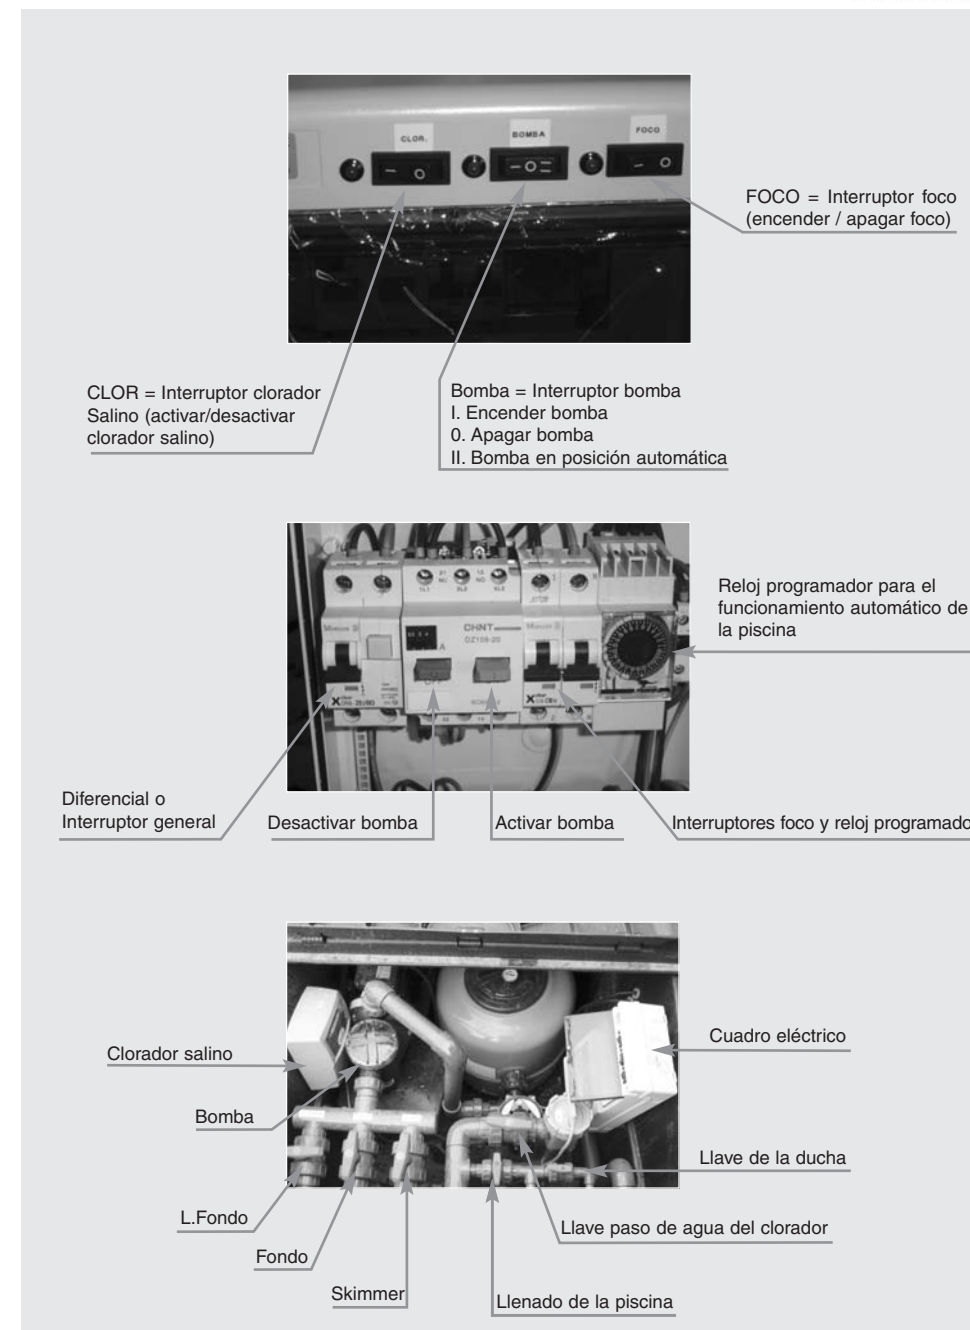 CLOR.
BOMBA
FOCO
FOCO = Interruptor foco
(encender / apagar foco)
CLOR = Interruptor clorador
Salino (activar/desactivar
clorador salino)
Bomba = Interruptor bomba
I. Encender bomba
0. Apagar bomba
II. Bomba en posición automática
CHNT
DZ108-20
OFF
Reloj programador para el
funcionamiento automático de
la piscina
Diferencial o
Interruptor general
Desactivar bomba
Activar bomba
Interruptores foco y reloj programado
Clorador salino
Bomba
L.Fondo
Fondo
Skimmer
Cuadro eléctrico
Llave de la ducha
Llave paso de agua del clorador
Llenado de la piscina